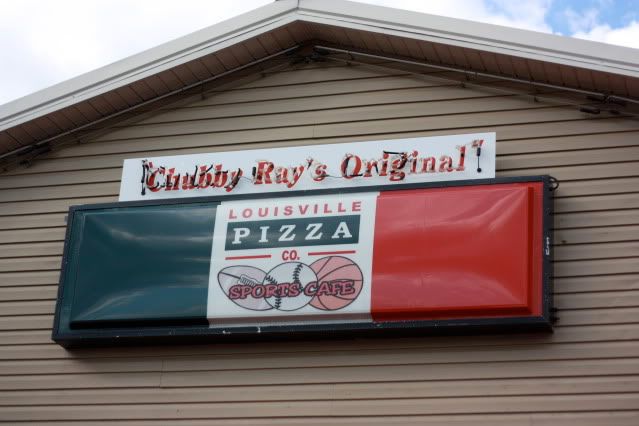 "Chubby Ray's Original"
LOUISVILLE
PIZZA
CO.
SPORTS CAFE